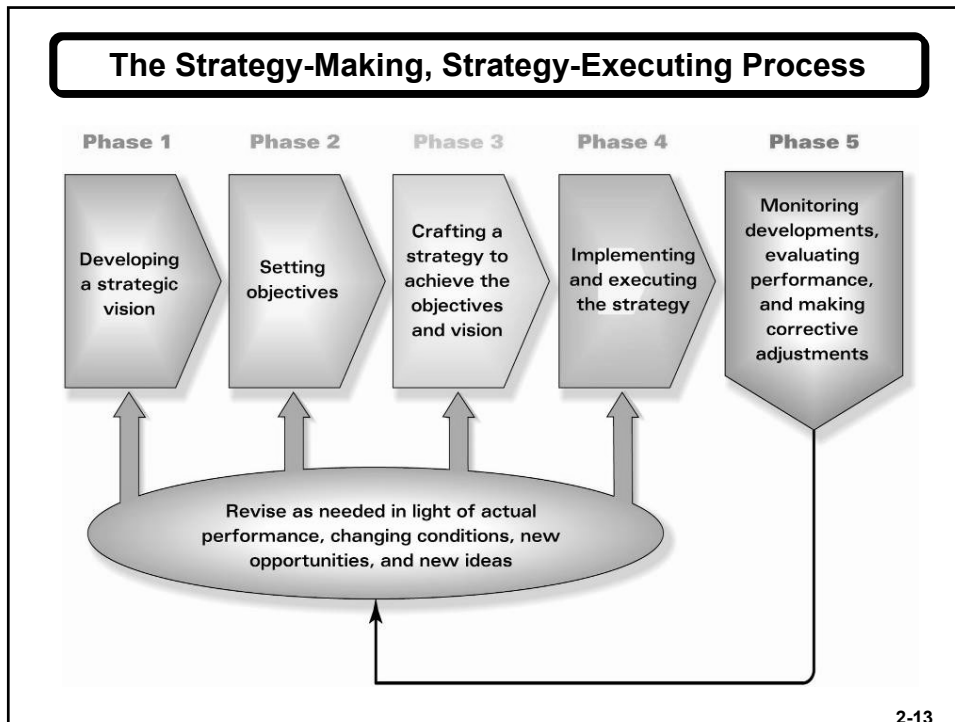 The Strategy-Making, Strategy-Executing Process
Phase 1
Phase 2
Phase 3
Phase 4
Phase 5
Developing
a strategic
vision
Setting
objectives
Crafting a
strategy to
achieve the
objectives
and vision
Implementing
and executing
the strategy
Monitoring
developments,
evaluating
performance,
and making
corrective
adjustments
Revise as needed in light of actual
performance, changing conditions, new
opportunities, and new ideas
2-13